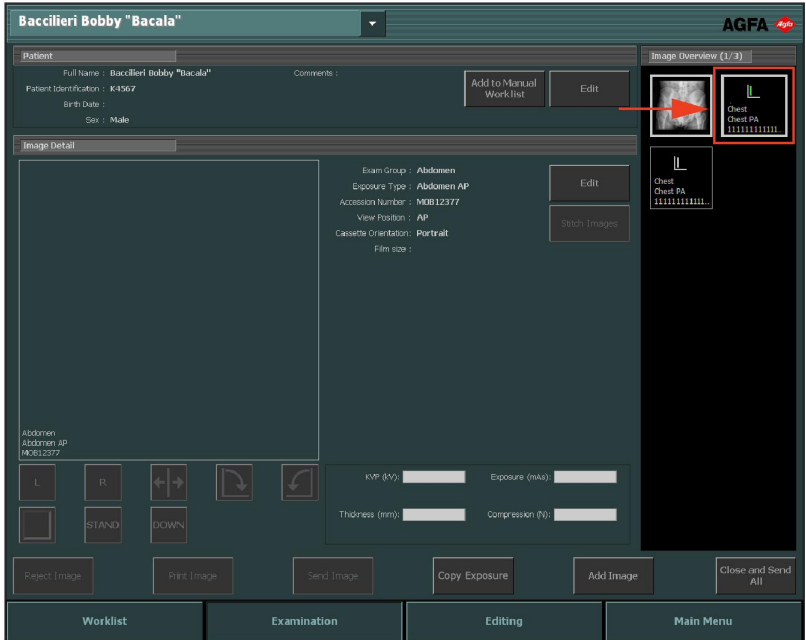 Baccilieri Bobby "Bacala"
AGFA Agfa
Patient
Full Name : Baccilieri Bobby "Bacala"
Patient Identification : K4567
Birth Date :
Sex : Male
Comments :
Add to Manual
Worklist
Edit
Image Detail
Abdomen
Abdomen AP
MOB12377
Exam Group : Abdomen
Exposure Type : Abdomen AP
Accession Number : MOB12377
View Position : AP
Cassette Orientation: Portrait
Film size :
Edit
Stitch Images
L
R
STAND
DOWN
KVP (kV):
Exposure (mAs):
Thickness (mm):
Compression (N):
Image Overview (1/3)
Chest
Chest PA
111111111111...
Chest
Chest PA
111111111111...
Reject Image
Print Image
Send Image
Copy Exposure
Add Image
Close and Send
All
Worklist
Examination
Editing
Main Menu